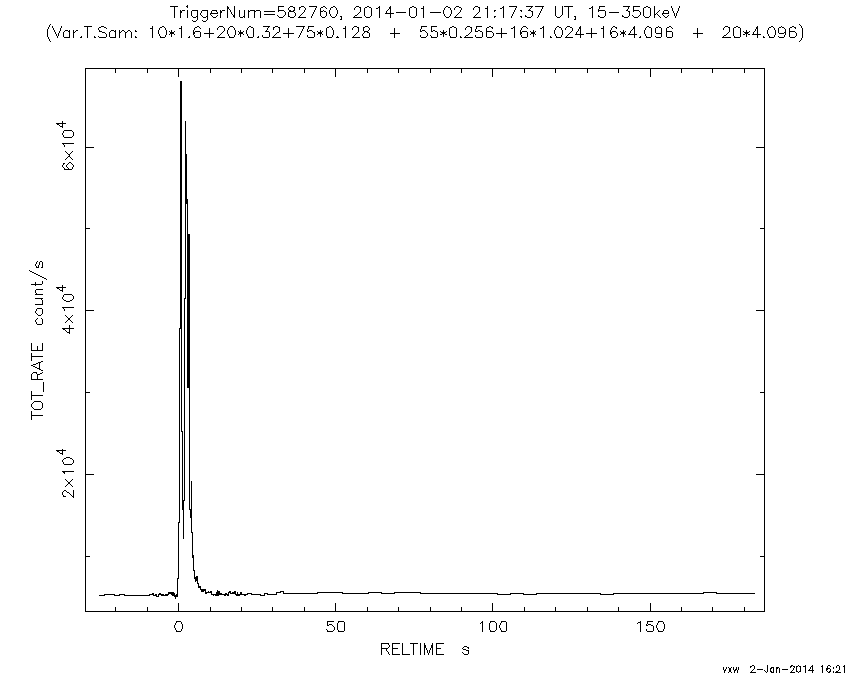 TriggerNum=582760, 2014-01-02 21:17:37 UT, 15-350keV
(Var.T.Sam: 10*1.6+20*0.32+75*0.128 + 55*0.256+16*1.024+16*4.096 + 20*4.096)
6×10⁴
4×10⁴
2×10⁴
TOT_RATE count/s
0 50 100 150
RELTIME s
vxw 2-Jan-2014 16:21